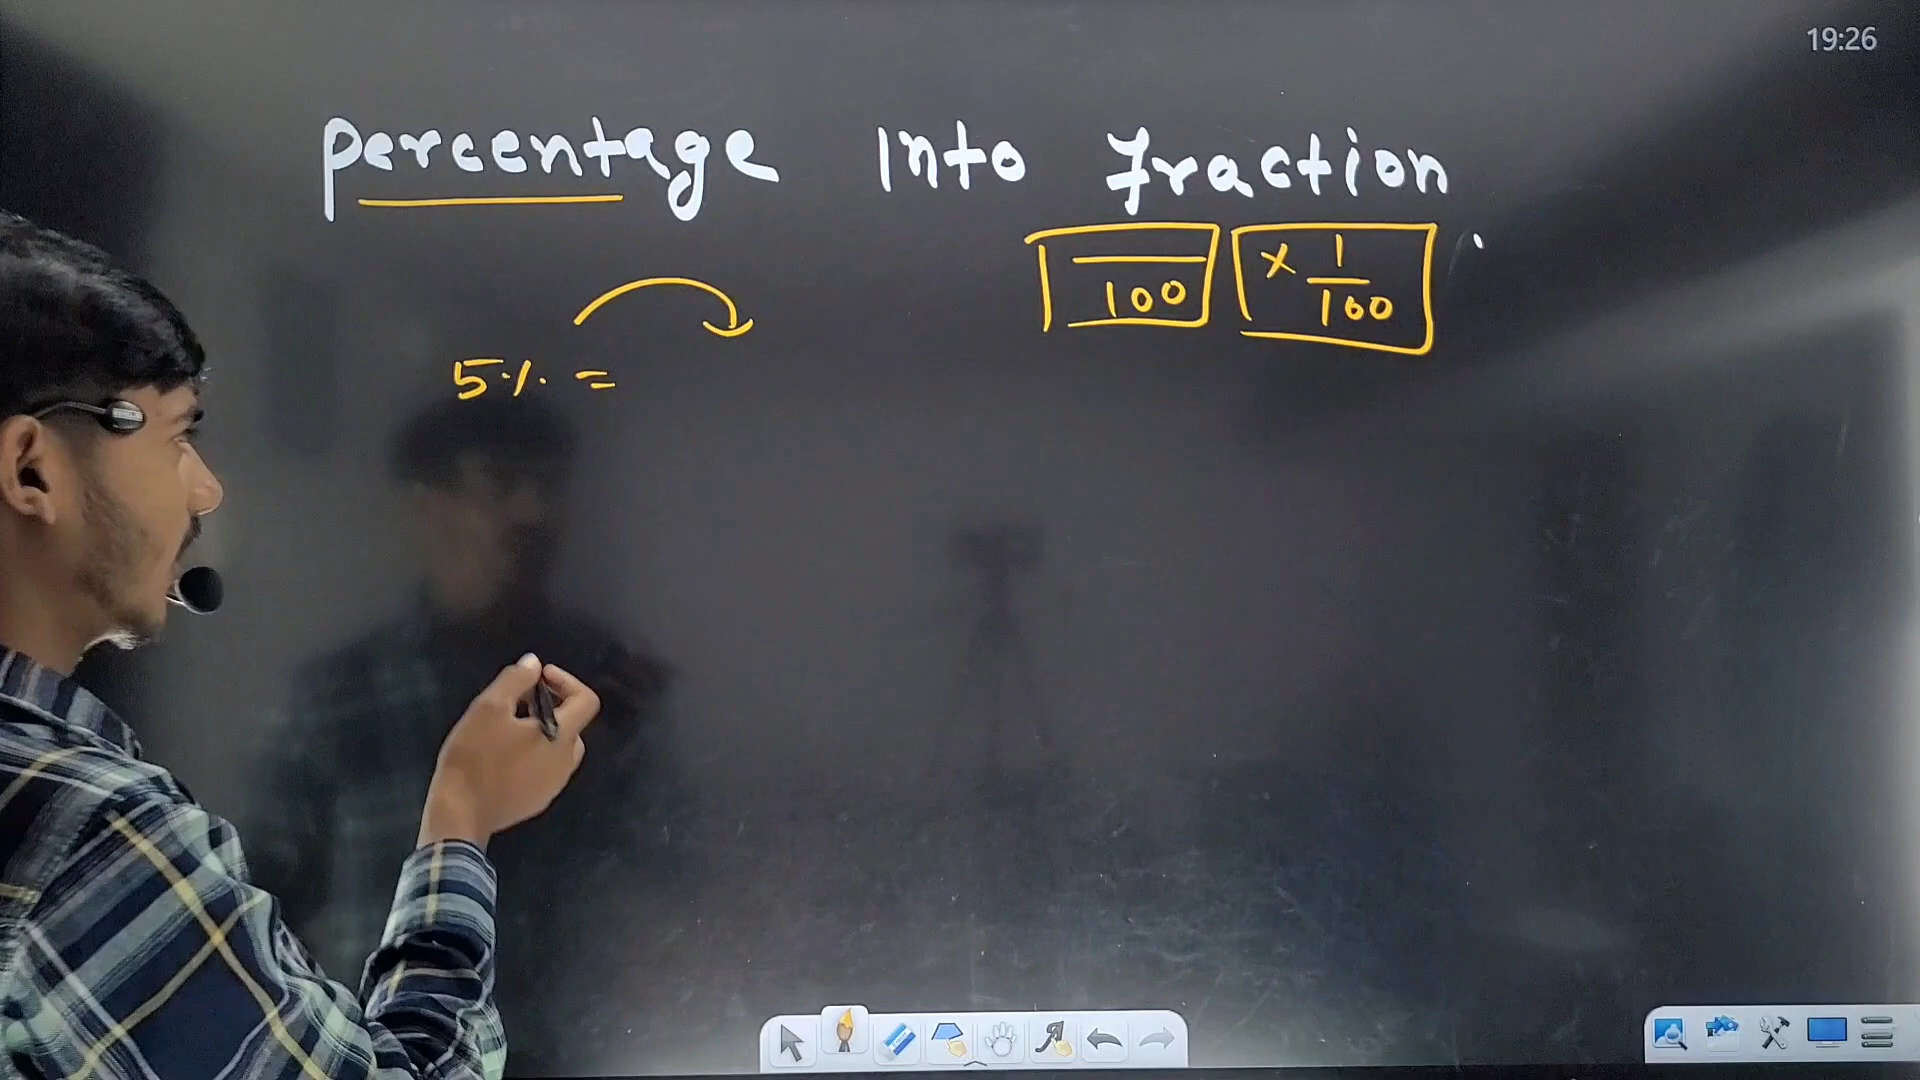 19:26
percentage Into fraction
100 × 1/100
5% =